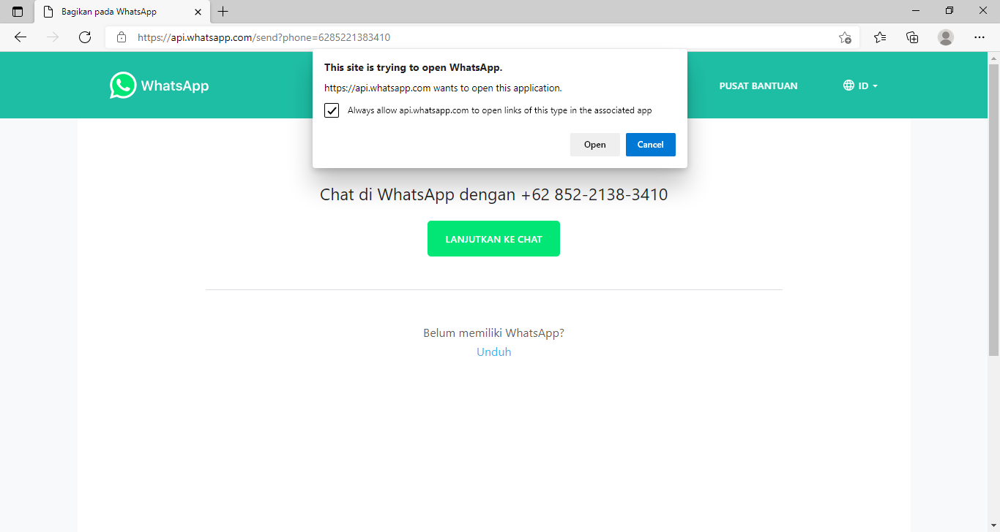 Bagikan pada WhatsApp
https://api.whatsapp.com/send?phone=6285221383410
This site is trying to open WhatsApp.
https://api.whatsapp.com wants to open this application.
Always allow api.whatsapp.com to open links of this type in the associated app
Open Cancel
WhatsApp
PUSAT BANTUAN ID
Chat di WhatsApp dengan +62 852-2138-3410
LANJUTKAN KE CHAT
Belum memiliki WhatsApp?
Unduh